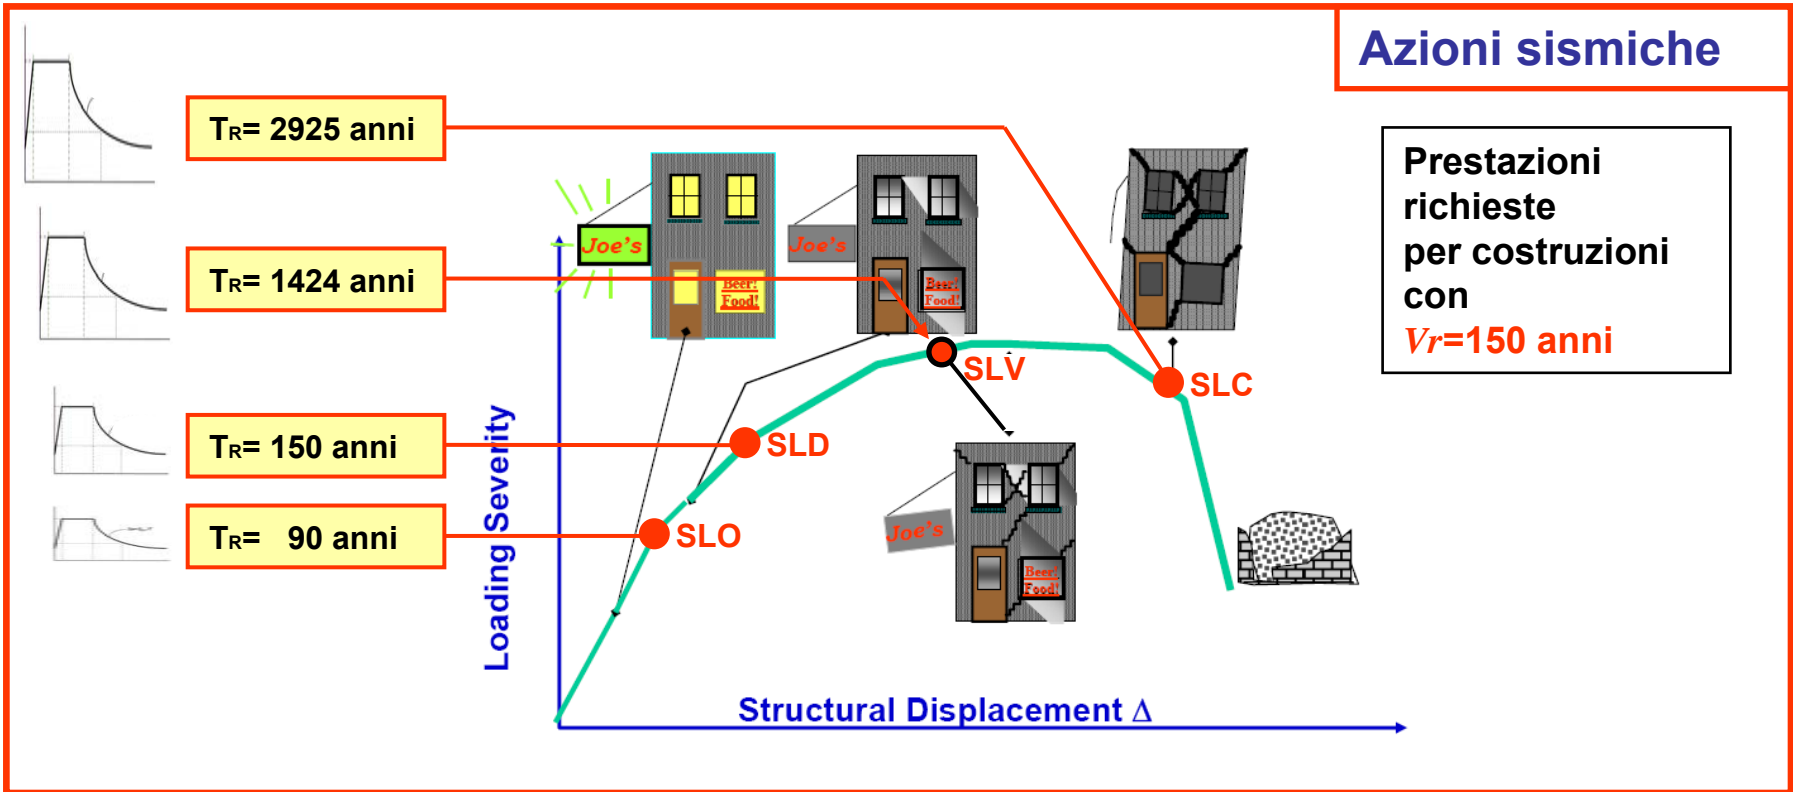 Azioni sismiche
TR= 2925 anni
TR= 1424 anni
TR= 150 anni
TR= 90 anni
Prestazioni
richieste
per costruzioni
con
Vr=150 anni
Joe's
Beer!
Food!
Joe's
Beer!
Food!
SLV
SLC
SLD
SLO
Joe's
Beer!
Food!
Loading Severity
Structural Displacement Δ